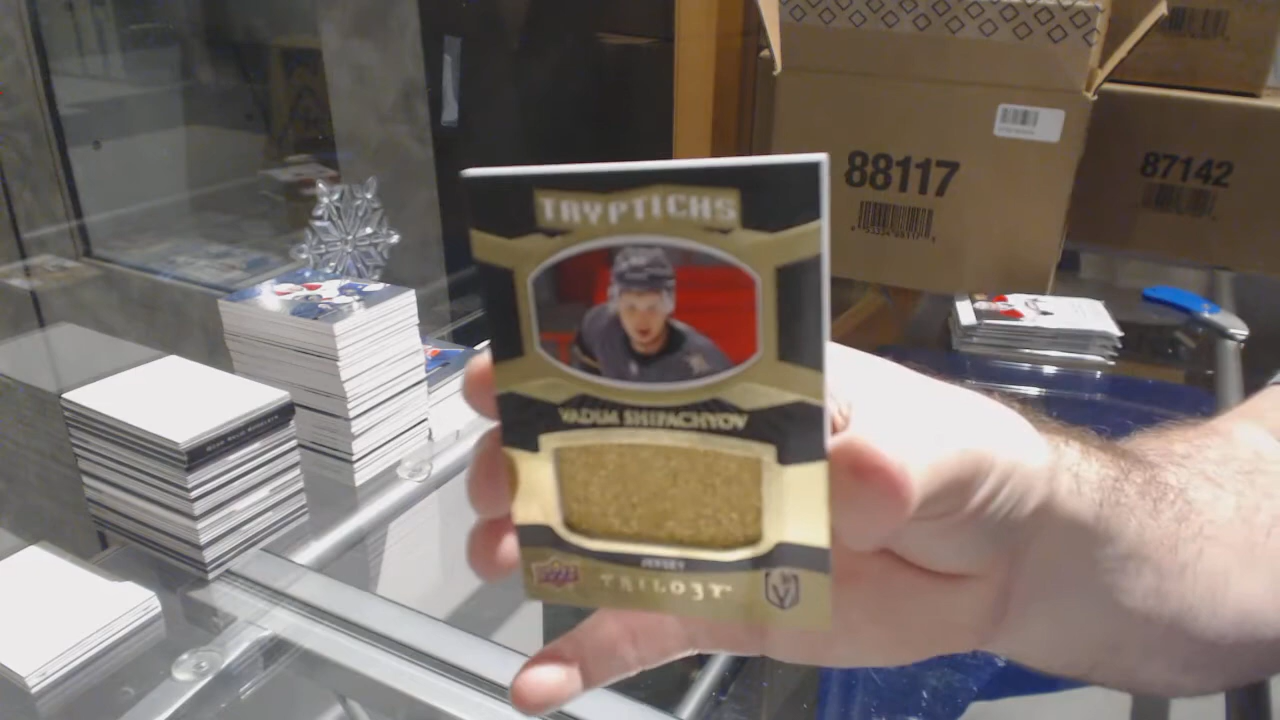 TRYPTICHS
VADIM SHIPACHYOV
JERSEY
TRILOGY
88117
87142